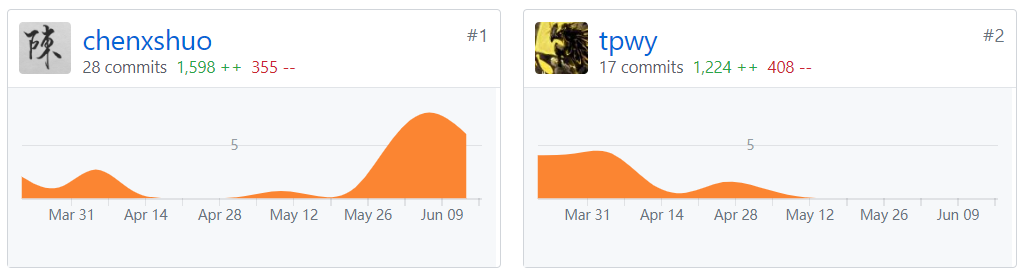 陳
chenxshuo
#1
28 commits 1,598 ++ 355 --
5
Mar 31 Apr 14 Apr 28 May 12 May 26 Jun 09
tpwy
#2
17 commits 1,224 ++ 408 --
5
Mar 31 Apr 14 Apr 28 May 12 May 26 Jun 09